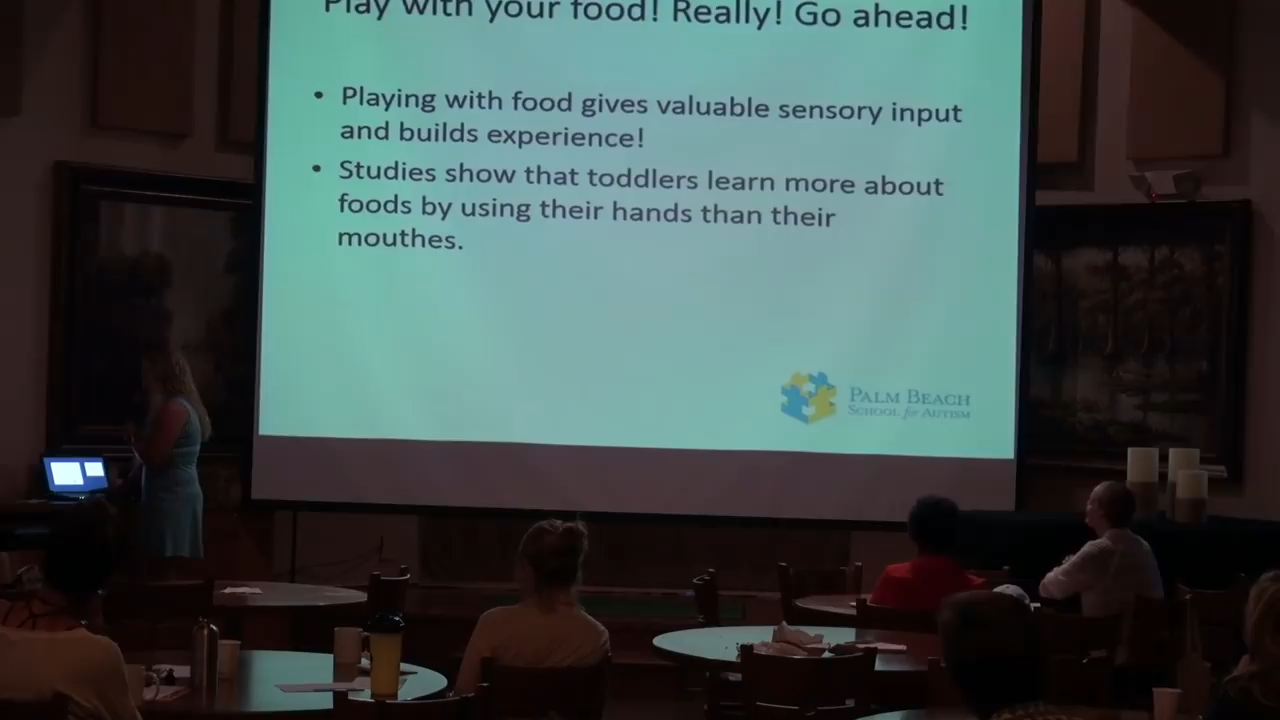 Play with your food! Really! Go ahead!
• Playing with food gives valuable sensory input
and builds experience!
• Studies show that toddlers learn more about
foods by using their hands than their
mouthes.
PALM BEACH
SCHOOL for AUTISM